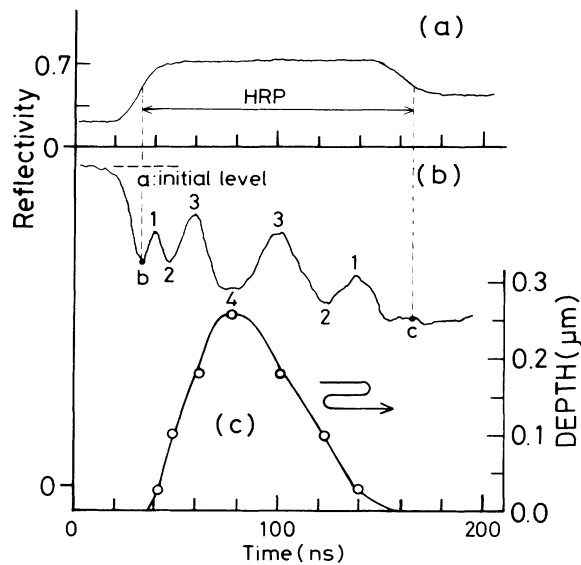 (a)
0.7
HRP
0
Reflectivity
a:initial level
(b)
1
3
3
1
b
2
2
c
4
0.3
0.2
0.1
0.0
DEPTH(μm)
(c)
0
0
100
200
Time(ns)